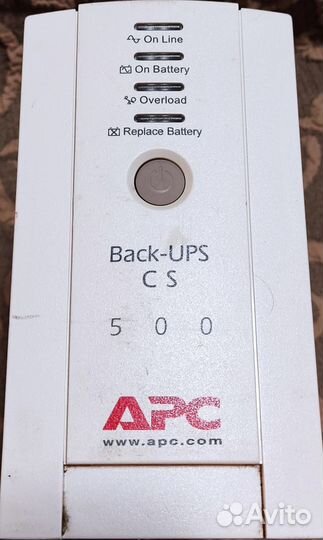 On Line
On Battery
Overload
Replace Battery
Back-UPS
CS
500
APC
www.apc.com
Avito